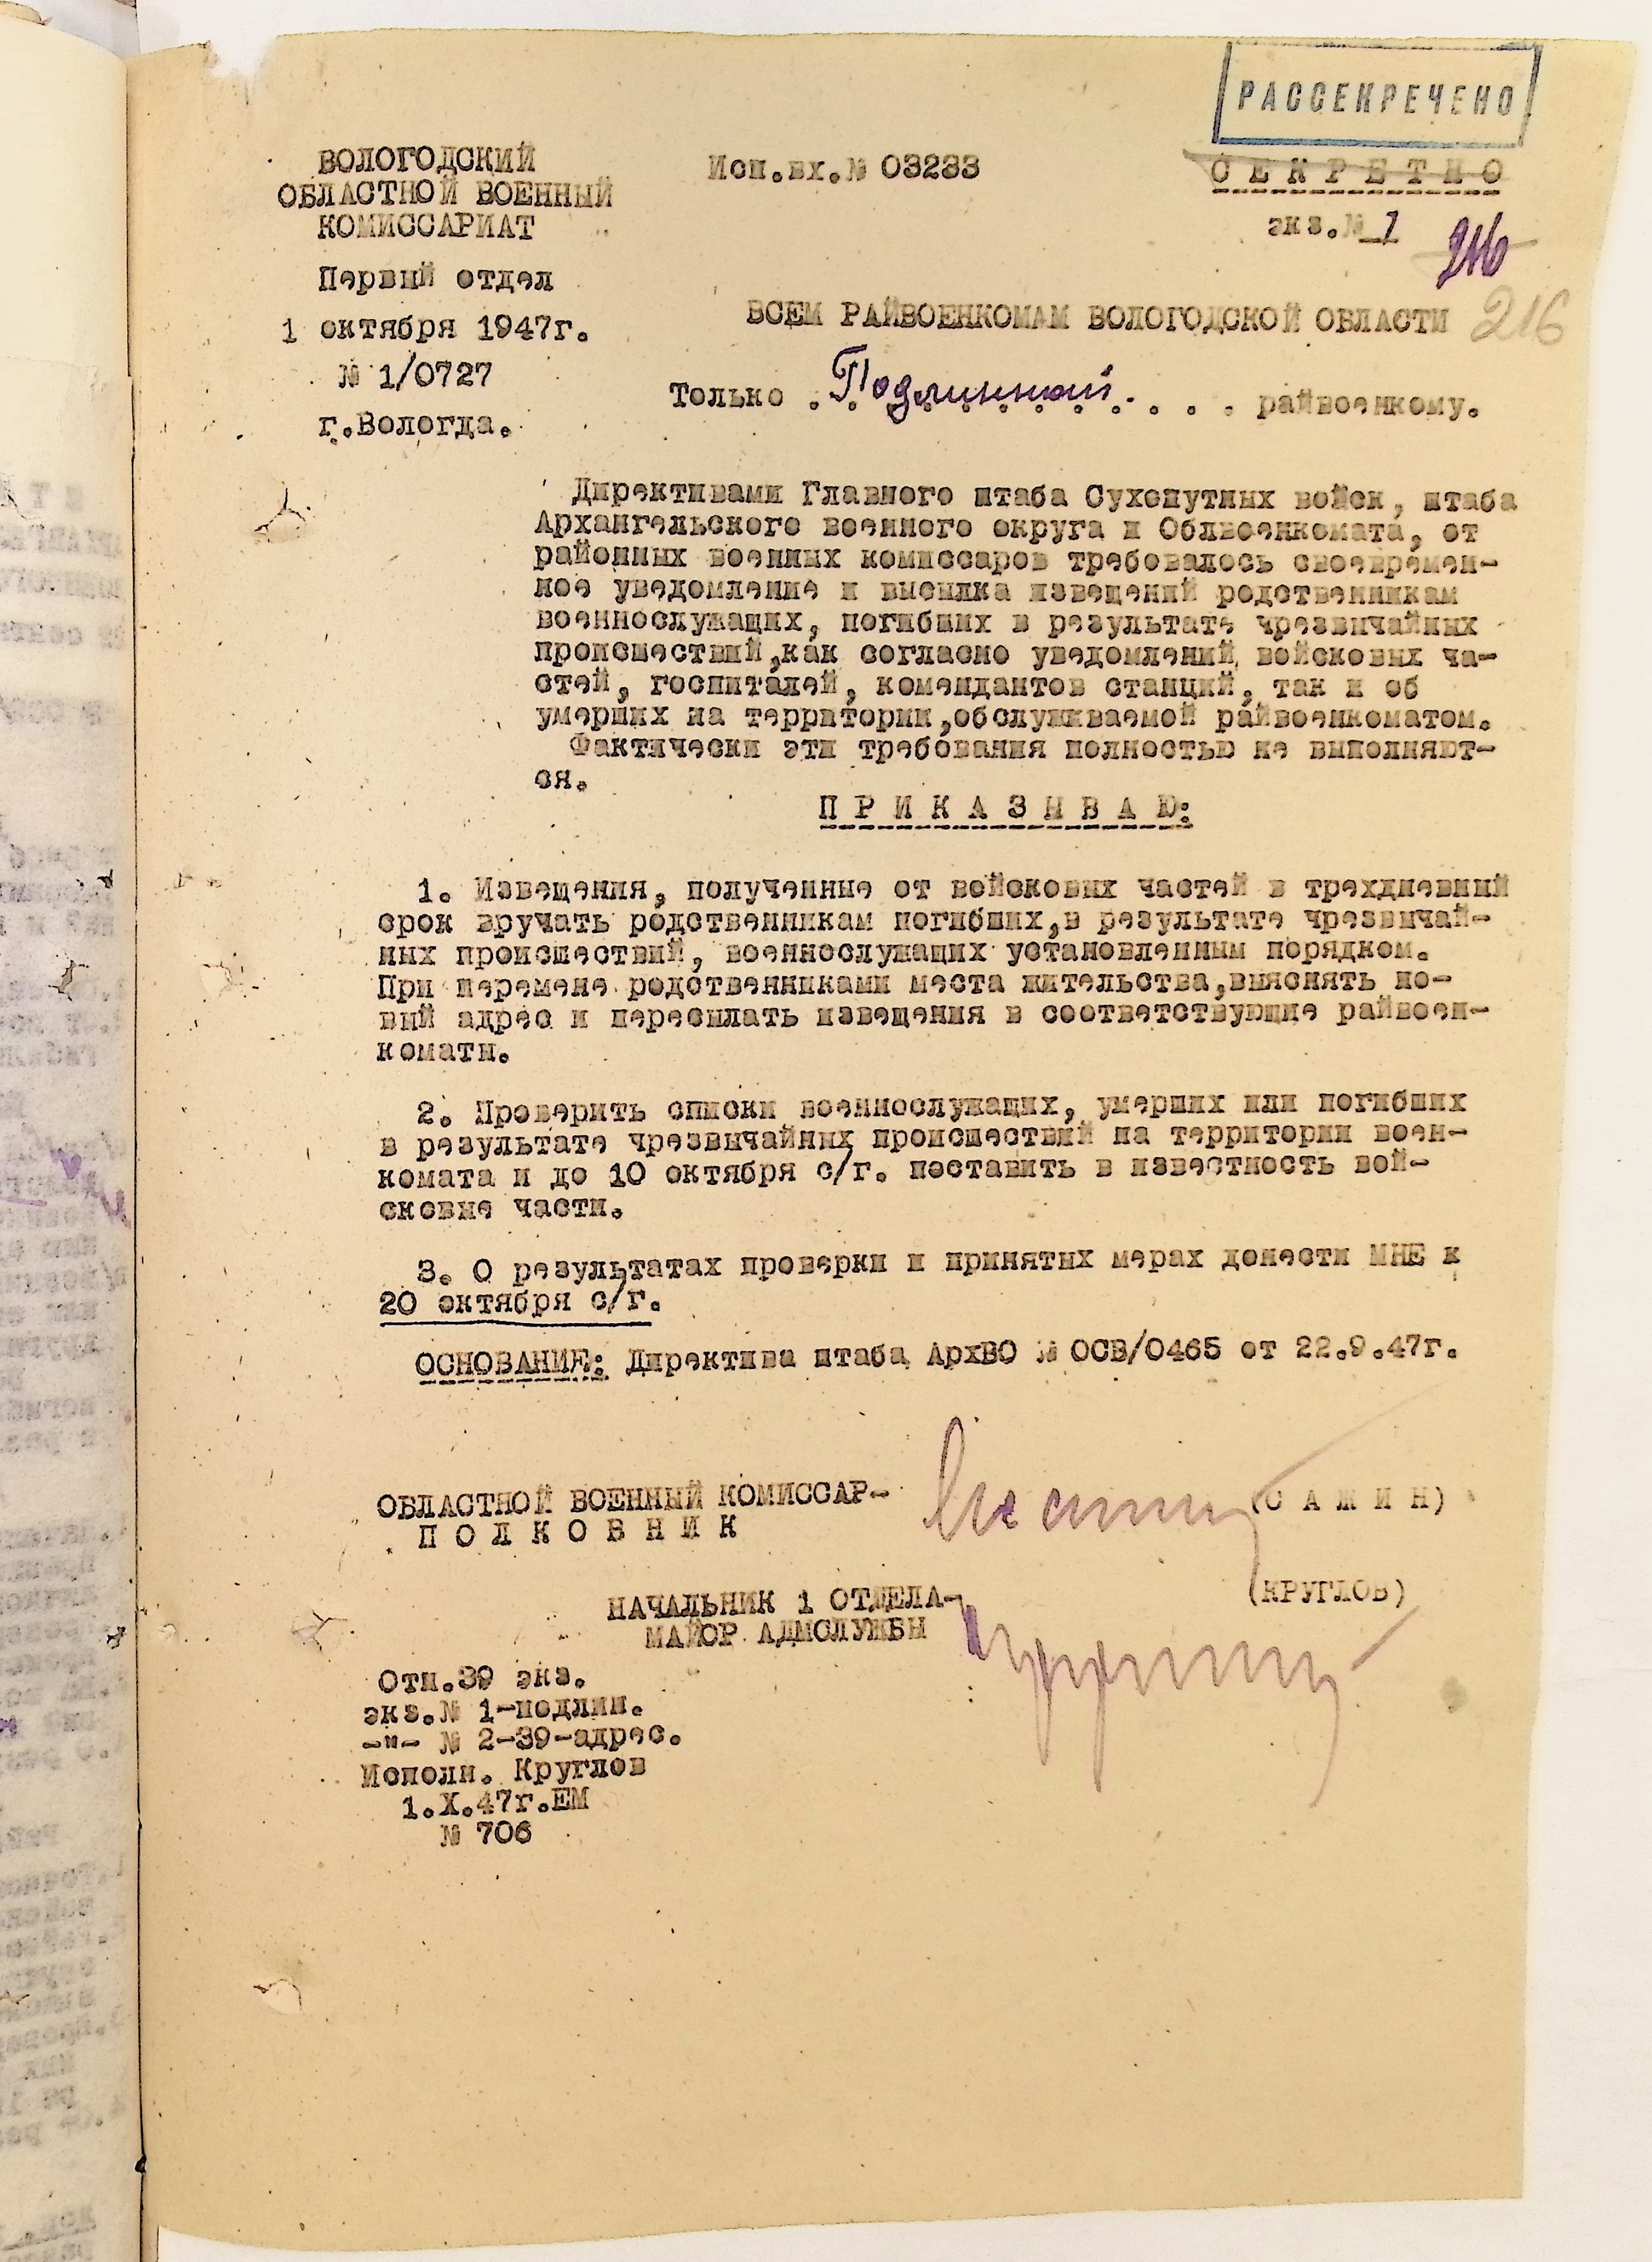 РАССЕКРЕЧЕНО
ВОЛОГОДСКИЙ
ОБЛАСТНОЙ ВОЕННЫЙ
КОМИССАРИАТ
Исп.вх.№ 03233
СЕКРЕТНО
экз.№ 1
216
216
Первый отдел
1 октября 1947г.
№ 1/0727
г.Вологда.
ВСЕМ РАЙВОЕНКОМАМ ВОЛОГОДСКОЙ ОБЛАСТИ
Только Подлинный . . . . райвоенкому.
Директивами Главного штаба Сухопутных войск, штаба
Архангельского военного округа и Облвоенкомата, от
районных военных комиссаров требовалось своевремен-
ное уведомление и высылка извещений родственникам
военнослужащих, погибших в результате чрезвычайных
происшествий,как согласно уведомлений войсковых ча-
стей, госпиталей, комендантов станций, так и об
умерших на территории,обслуживаемой райвоенкоматом.
Фактически эти требования полностью не выполняют-
ся.
П Р И К А З Ы В А Ю:
1. Извещения, полученные от войсковых частей в трехдневный
срок вручать родственникам погибших,в результате чрезвычай-
ных происшествий, военнослужащих установленным порядком.
При перемене родственниками места жительства,выяснять но-
вый адрес и пересылать извещения в соответствующие райвоен-
коматы.
2. Проверить списки военнослужащих, умерших или погибших
в результате чрезвычайных происшествий на территории воен-
комата и до 10 октября с/г. поставить в известность вой-
сковые части.
3. О результатах проверки и принятых мерах донести МНЕ к
20 октября с/г.
ОСНОВАНИЕ: Директива штаба АрхВО № ОСВ/0465 от 22.9.47г.
ОБЛАСТНОЙ ВОЕННЫЙ КОМИССАР-
П О Л К О В Н И К
(С А Ж И Н)
НАЧАЛЬНИК 1 ОТДЕЛА-
МАЙОР АДМСЛУЖБЫ
(КРУГЛОВ)
Отп.39 экз.
экз.№ 1-подлин.
-"- № 2-39-адрес.
Исполн. Круглов
1.X.47г.ЕМ
№ 706